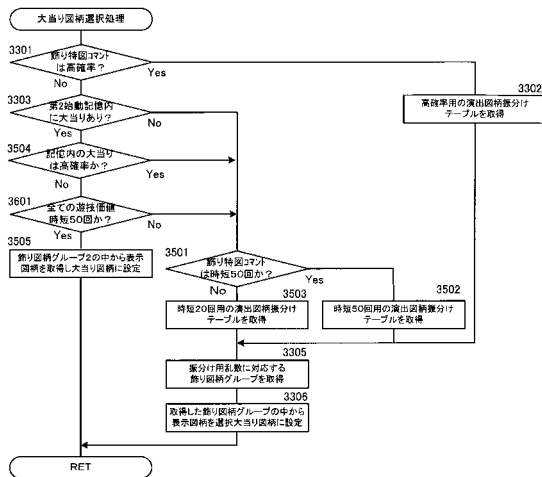 大当り図柄選択処理
3301
飾り特図コマント
は高確率?
Yes
No
3302
高確率用の演出図柄振分け
テーブルを取得
3303
第2始動記憶内
に大当りあり?
Yes
No
3504
記憶内の大当り
は高確率か?
Yes
No
3601
全ての遊技価値
時短50回か?
Yes
No
3505
飾り図柄グループ2の中から表示
図柄を取得し大当り図柄に設定
3501
飾り特図コマント
は時短50回か?
Yes
No
3503
時短20回用の演出図柄振分け
テーブルを取得
3502
時短50回用の演出図柄振分け
テーブルを取得
3305
振分け用乱数に対応する
飾り図柄グループを取得
3306
取得した飾り図柄グループの中から
表示図柄を選択大当り図柄に設定
RET